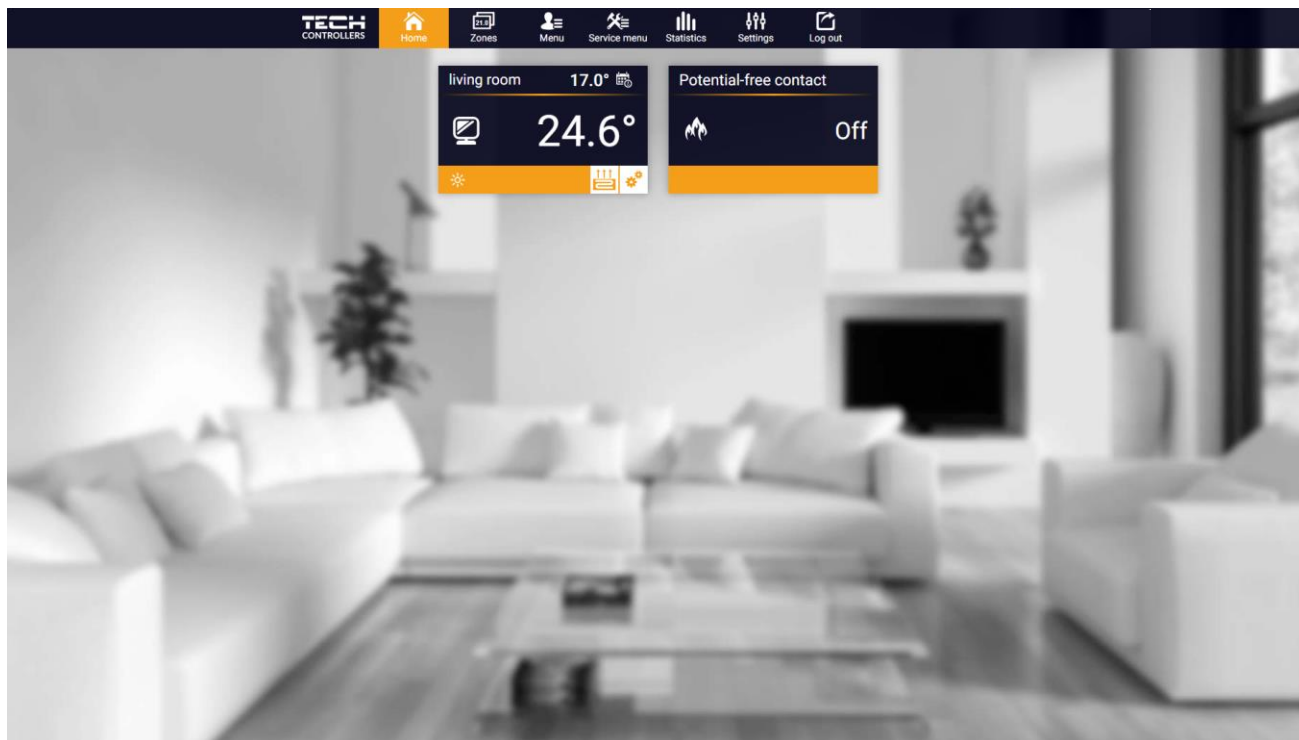 TECH
CONTROLLERS
Home
21.0
Zones
Menu
Service menu
Statistics
Settings
Log out
living room 17.0°
24.6°
Potential-free contact
Off